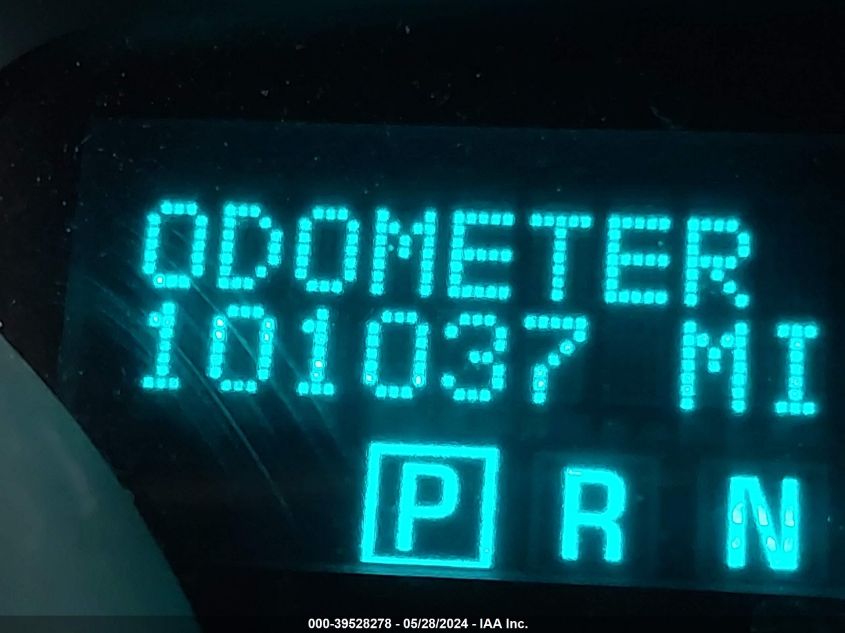 ODOMETER
101037 MI
P R N
000-39528278 - 05/28/2024 - IAA Inc.